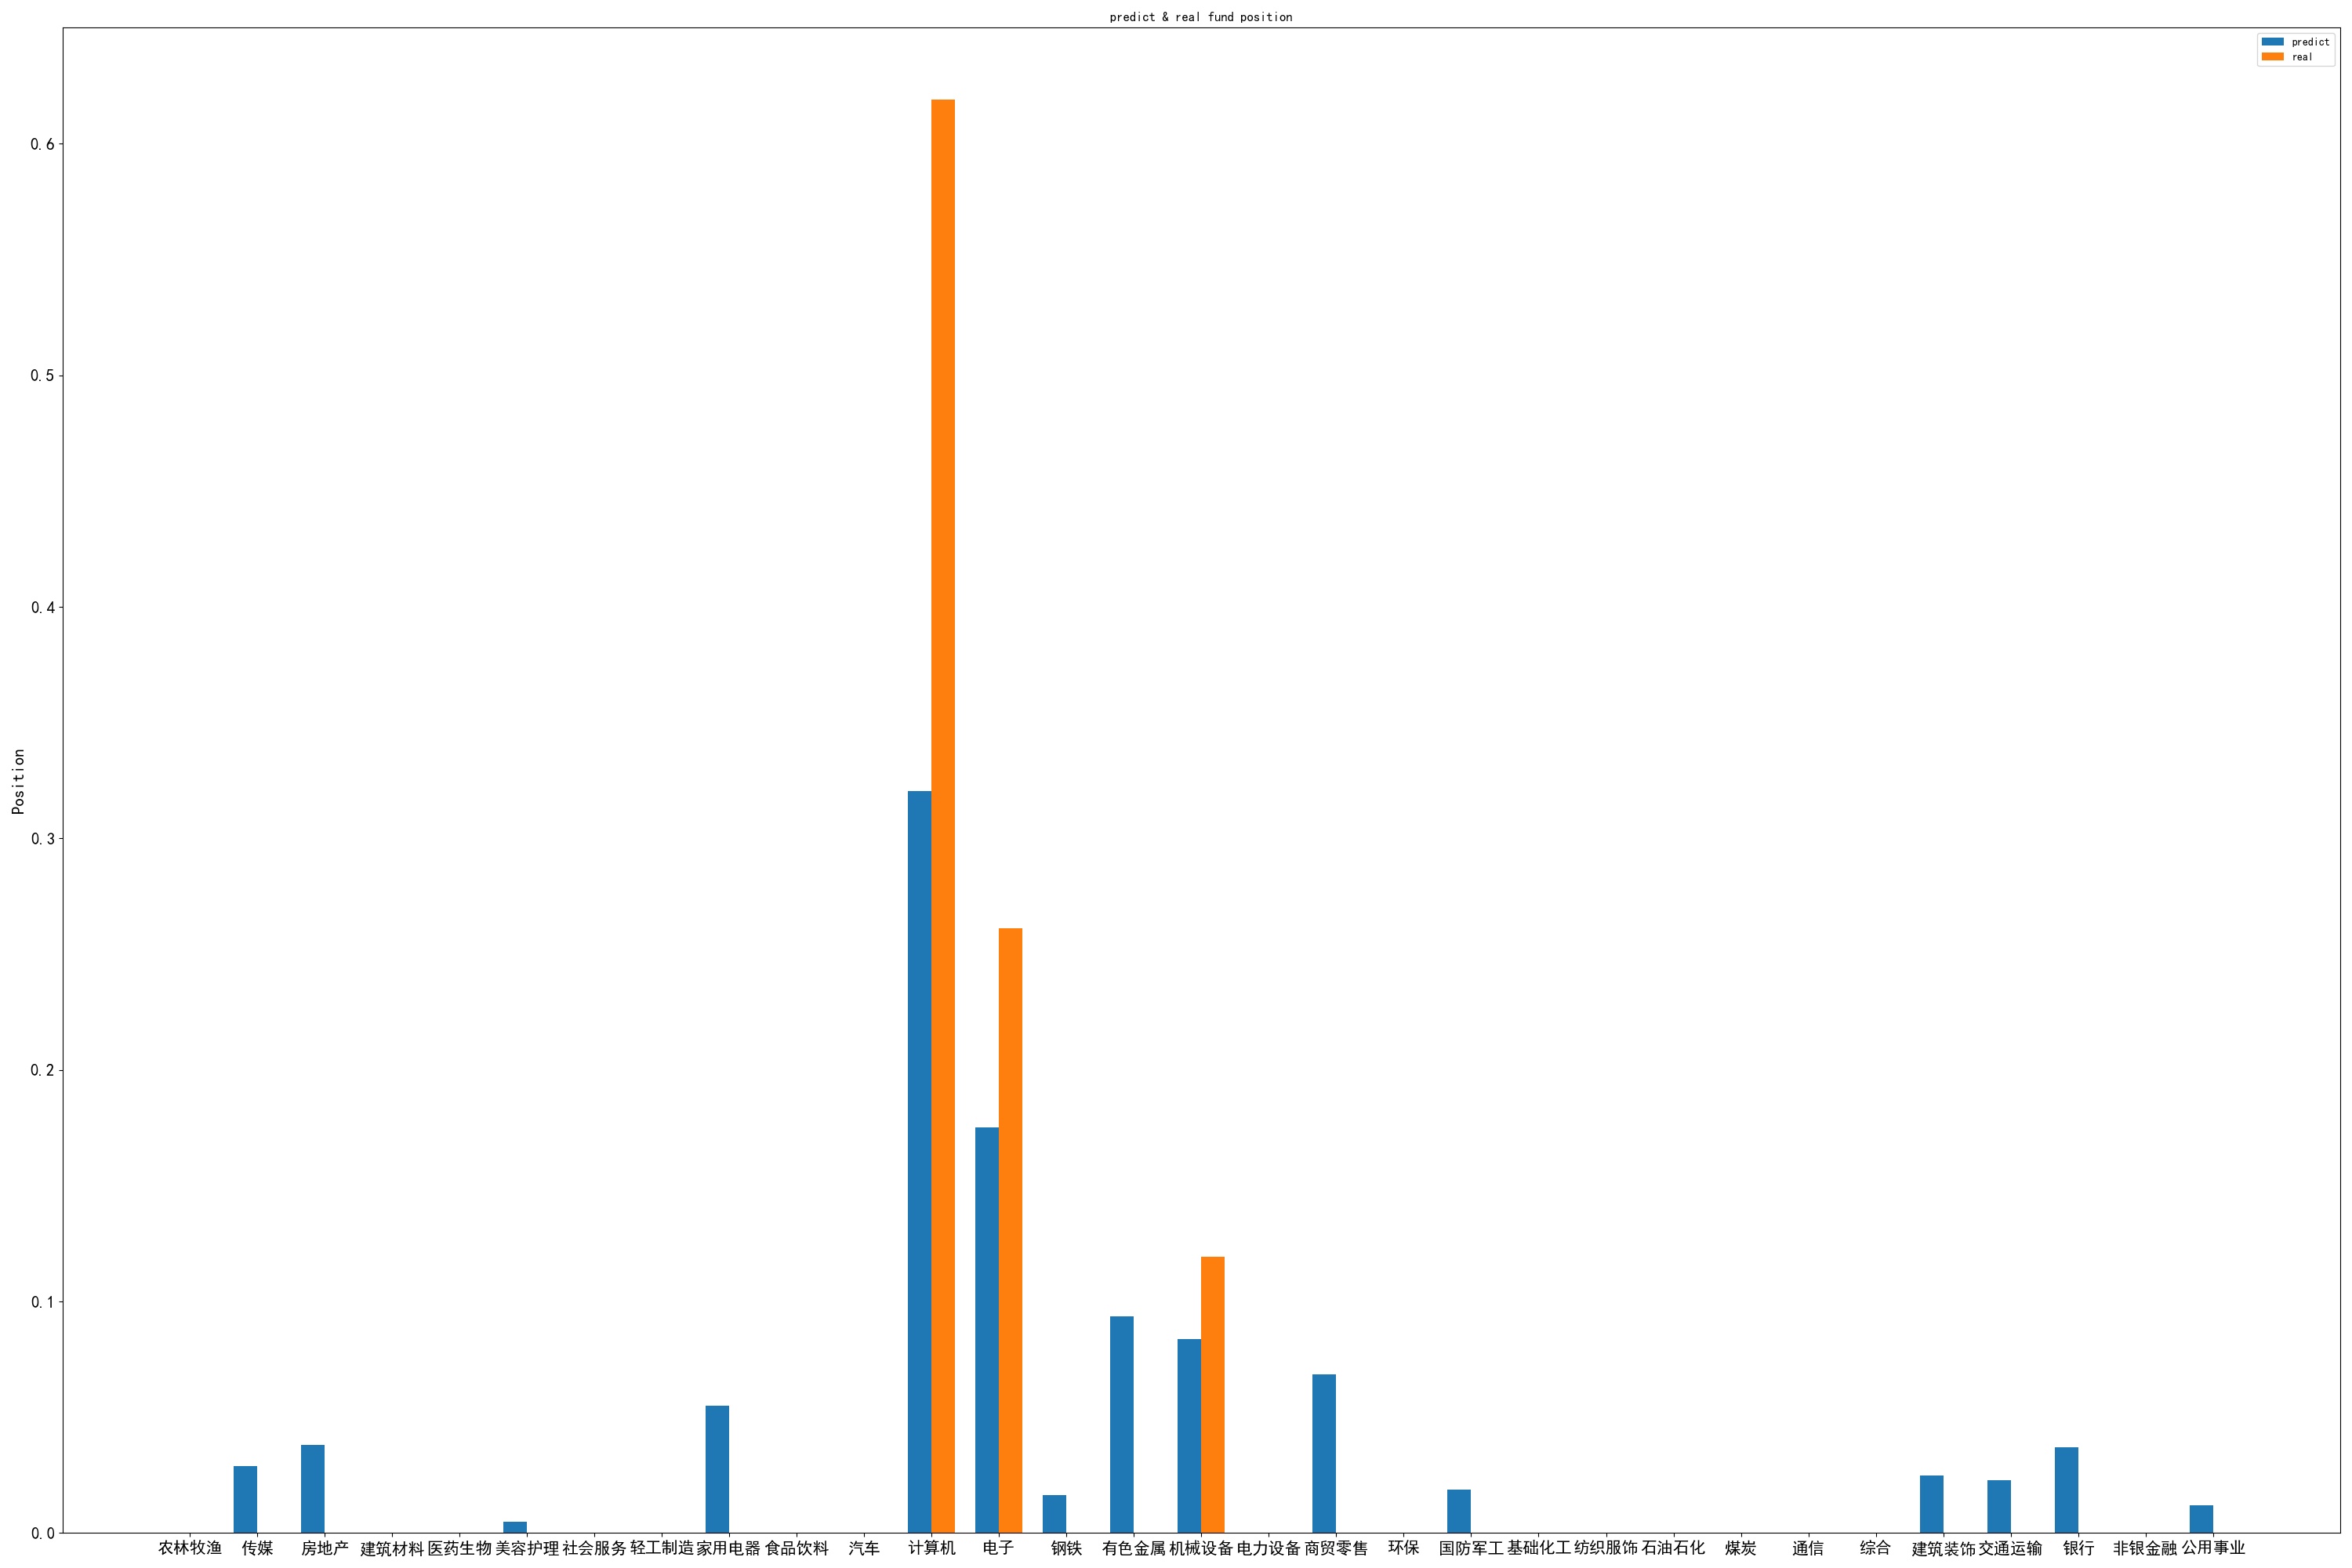 predict & real fund position
predict
real
0.6
0.5
0.4
0.3
0.2
0.1
0.0
Position
农林牧渔 传媒 房地产 建筑材料 医药生物 美容护理 社会服务 轻工制造 家用电器 食品饮料 汽车 计算机 电子 钢铁 有色金属 机械设备 电力设备 商贸零售 环保 国防军工 基础化工 纺织服饰 石油石化 煤炭 通信 综合 建筑装饰 交通运输 银行 非银金融 公用事业